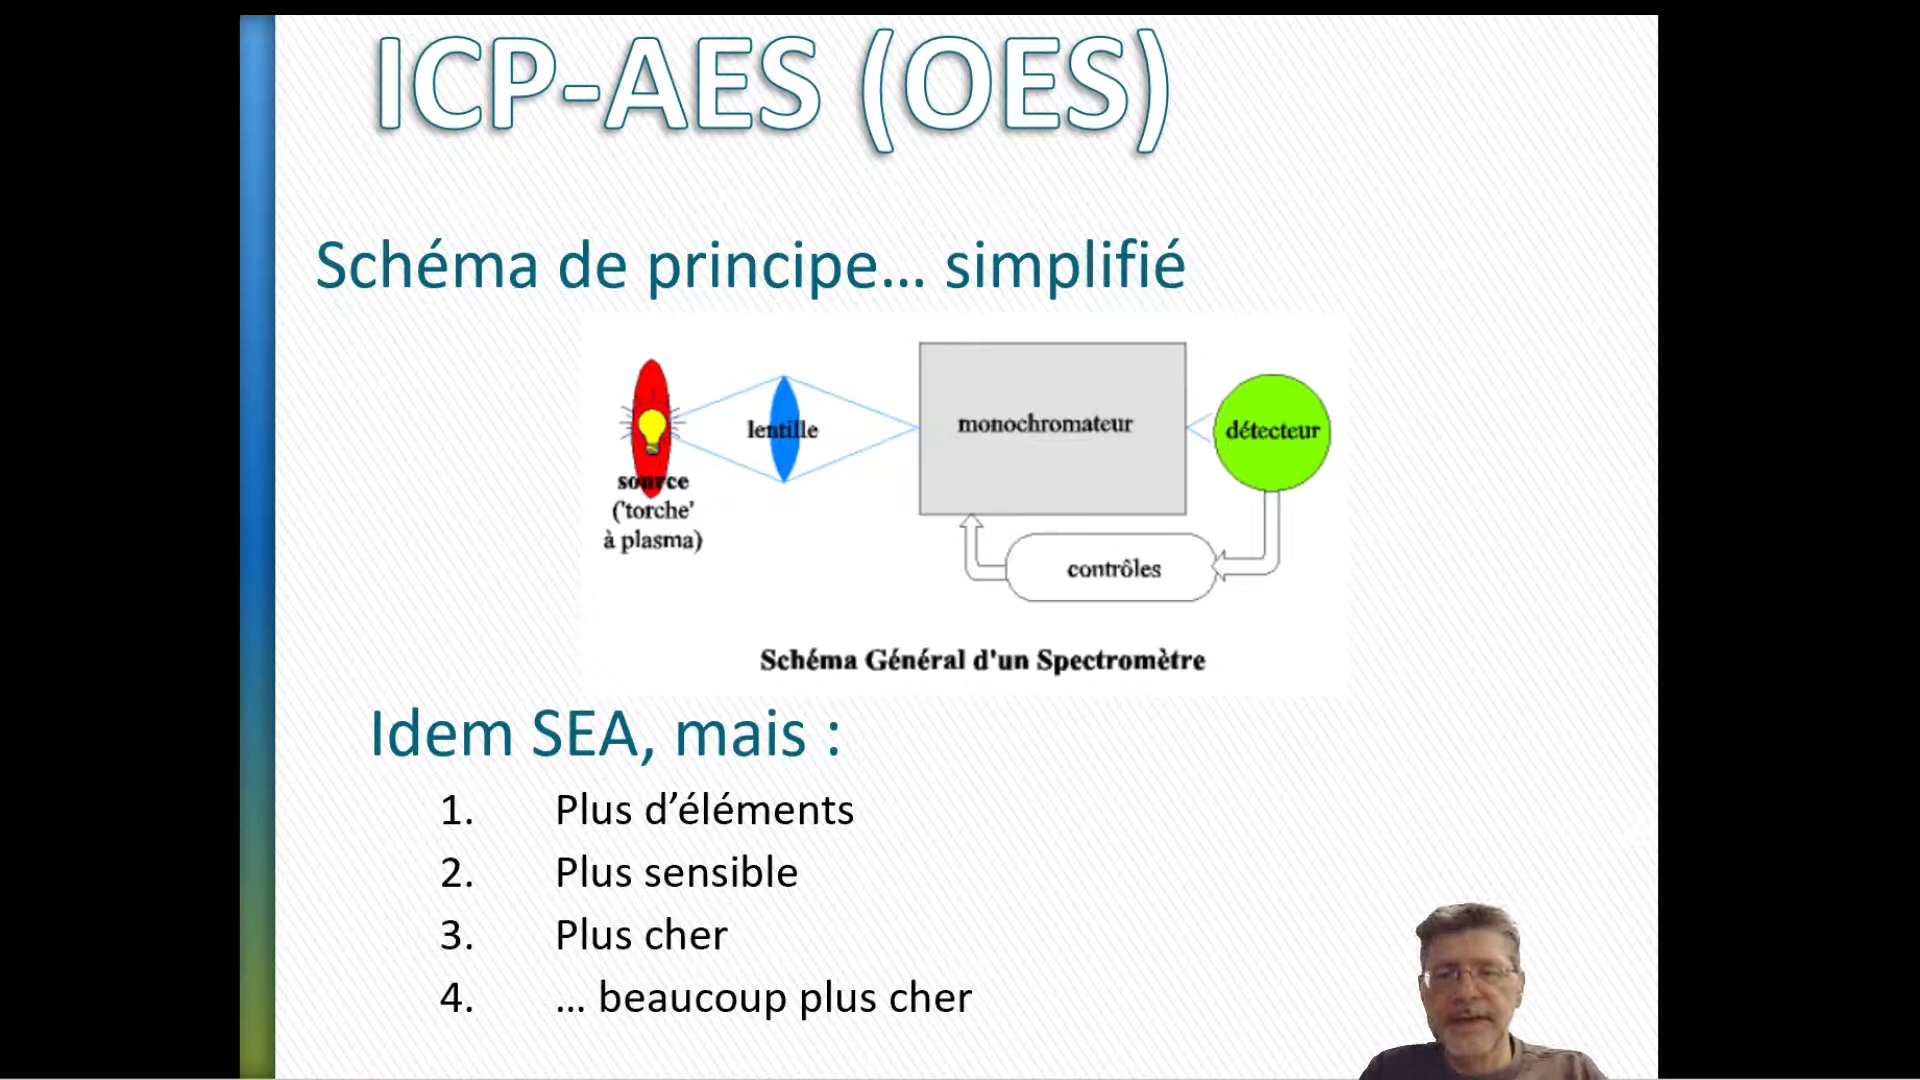 ICP-AES (OES)
Schéma de principe... simplifié
lentille
monochromateur
détecteur
source
('torche'
à plasma)
contrôles
Schéma Général d'un Spectromètre
Idem SEA, mais :
1. Plus d’éléments
2. Plus sensible
3. Plus cher
4. ... beaucoup plus cher